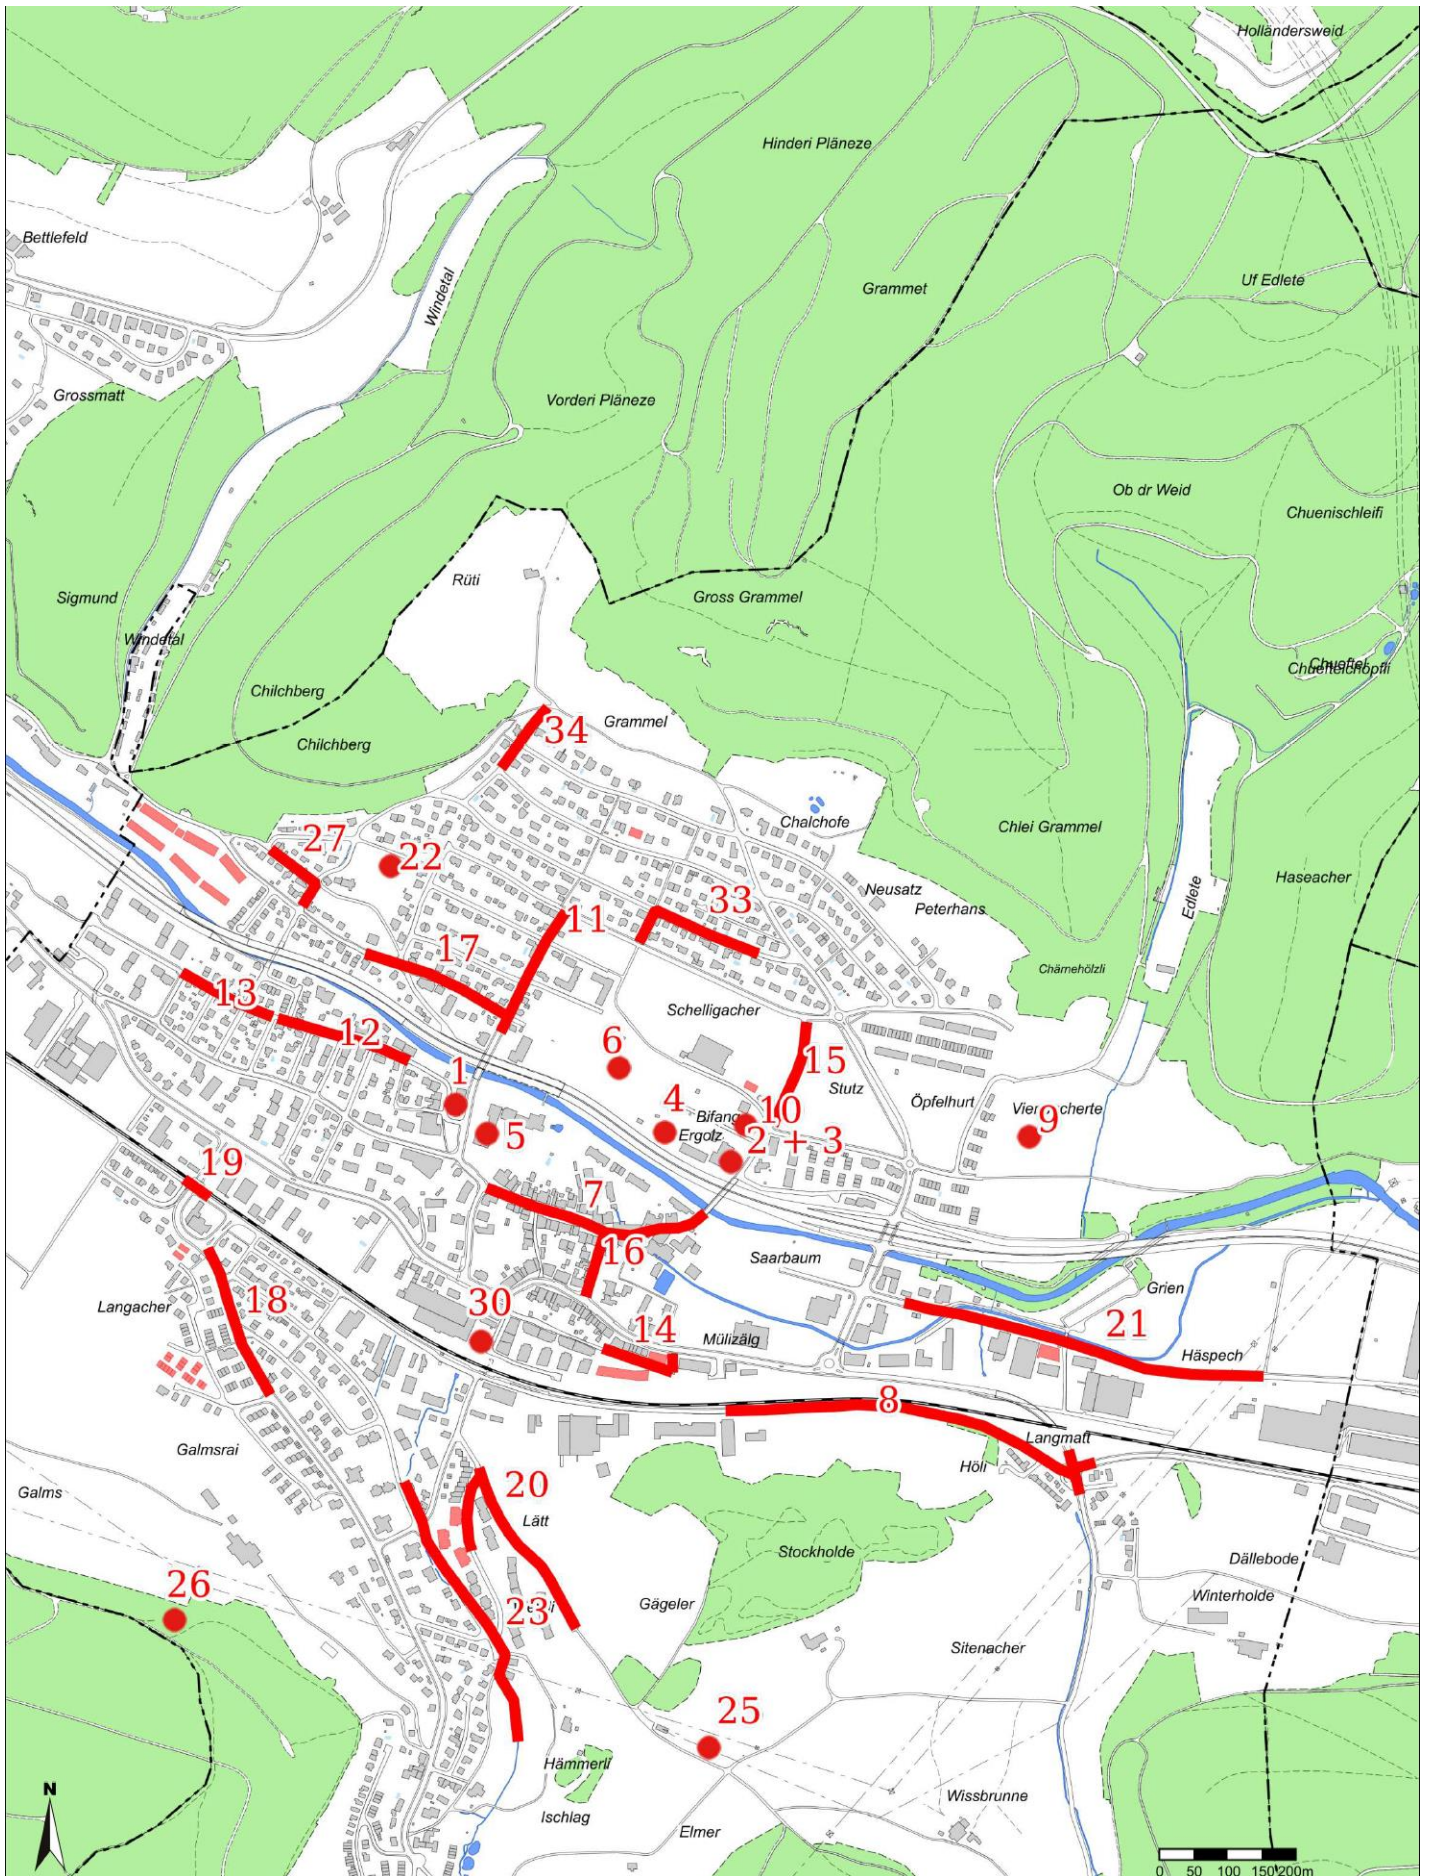 Holländersweid
Hinderi Pläneze
Bettlefeld
Windetal
Grammet
Uf Edlete
Grossmatt
Vorderi Pläneze
Ob dr Weid
Chuenischleifi
Rüti
Sigmund
Gross Grammel
Windetal
Chueftelchöpfli
Chilchberg
Grammel
34
Chilchberg
Chalchofe
Chlei Grammel
27
22
Haseacher
Neusatz
33
Edlete
Peterhans
11
17
Chärnehölzli
13
Schelligacher
12
6
15
1
Stutz
4
10
Öpfelhurt
Bifang
9
5
Ergolz
2 + 3
19
7
16
Saarbaum
Grien
Langacher
18
30
21
14
Mülizälg
Häspech
8
Langmatt
Galmsrai
Höli
20
Galms
Lätt
Stockholde
Dällebode
26
Winterholde
23
Gägeler
Sitenacher
25
Hämmerli
N
Wissbrunne
Ischlag
Elmer
0 50 100 150 200m